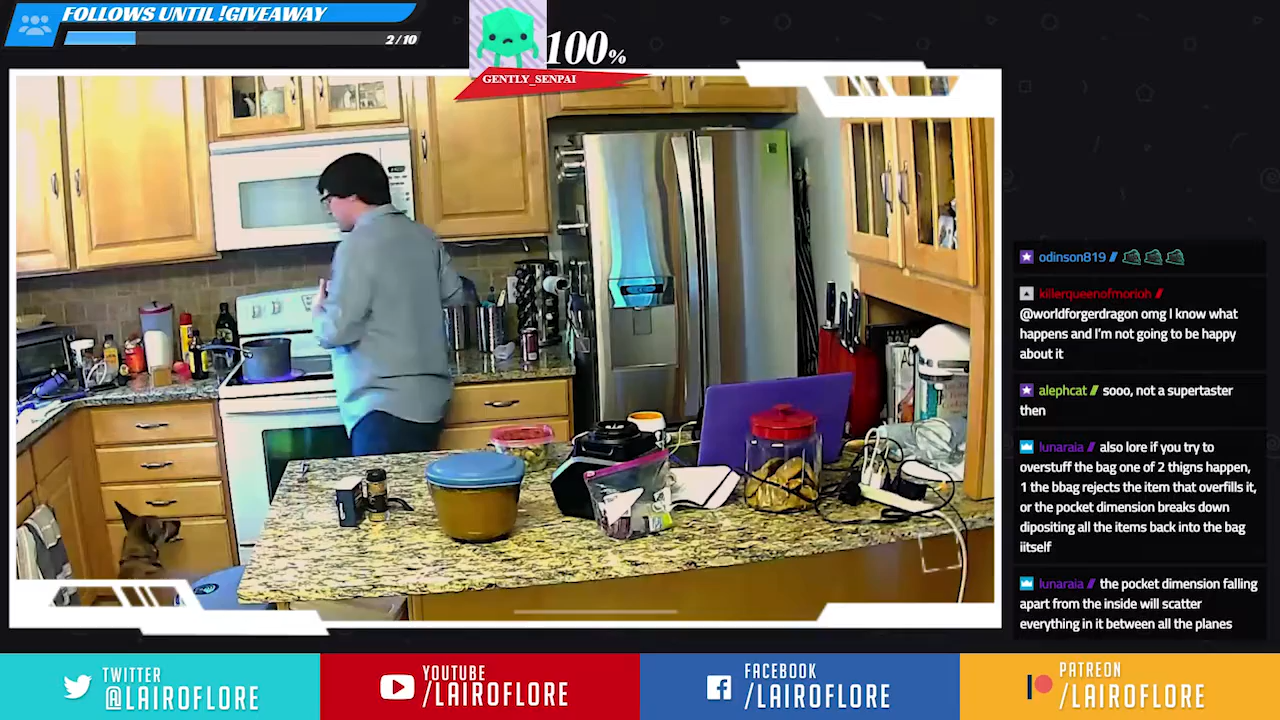 FOLLOWS UNTIL !GIVEAWAY
2/10
100%
GENTLY_SENPAI
odinson819 //
killerqueenofmorioh //
@worldforgerdragon omg I know what
happens and I'm not going to be happy
about it
alephcat // sooo, not a supertaster
then
lunaraia // also lore if you try to
overstuff the bag one of 2 thigns happen,
1 the bbag rejects the item that overfills it,
or the pocket dimension breaks down
dipositing all the items back into the bag
iitself
lunaraia // the pocket dimension falling
apart from the inside will scatter
everything in it between all the planes
TWITTER
@LAIROFLORE
YOUTUBE
/LAIROFLORE
FACEBOOK
/LAIROFLORE
PATREON
/LAIROFLORE